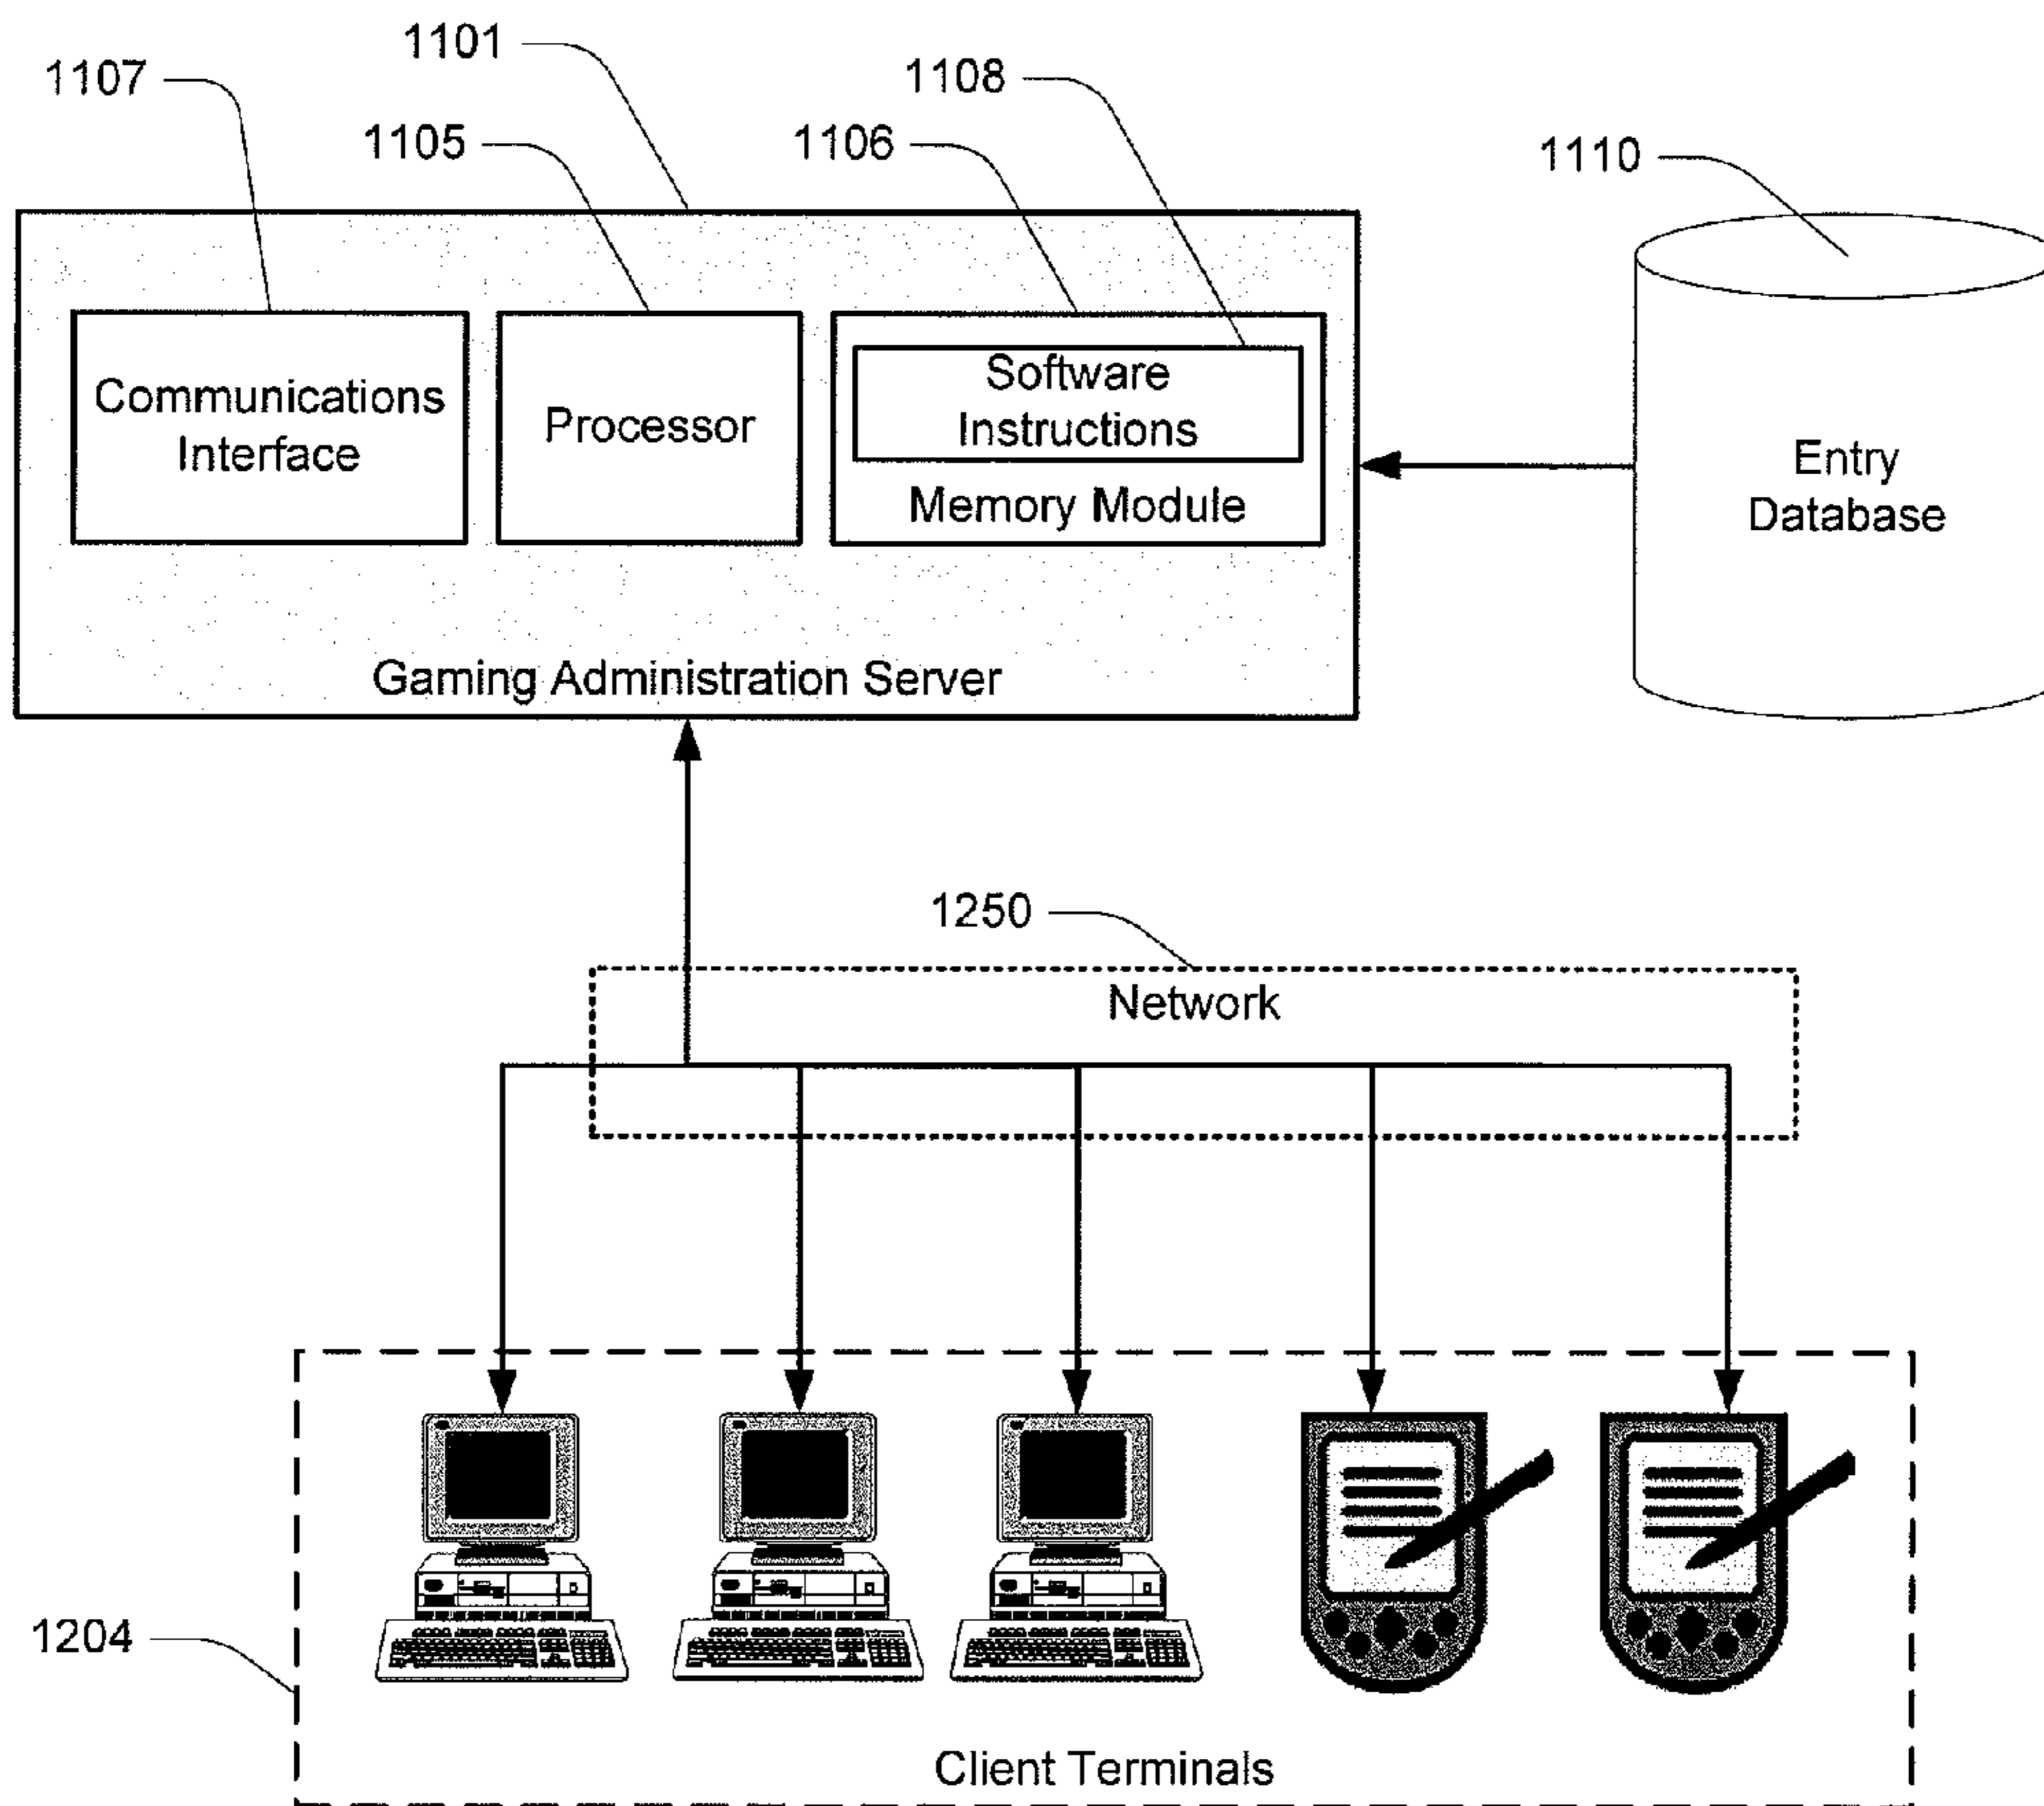 1101
1107
1108
1105
1106
1110
Communications
Interface
Processor
Software
Instructions
Memory Module
Entry
Database
Gaming Administration Server
1250
Network
1204
Client Terminals